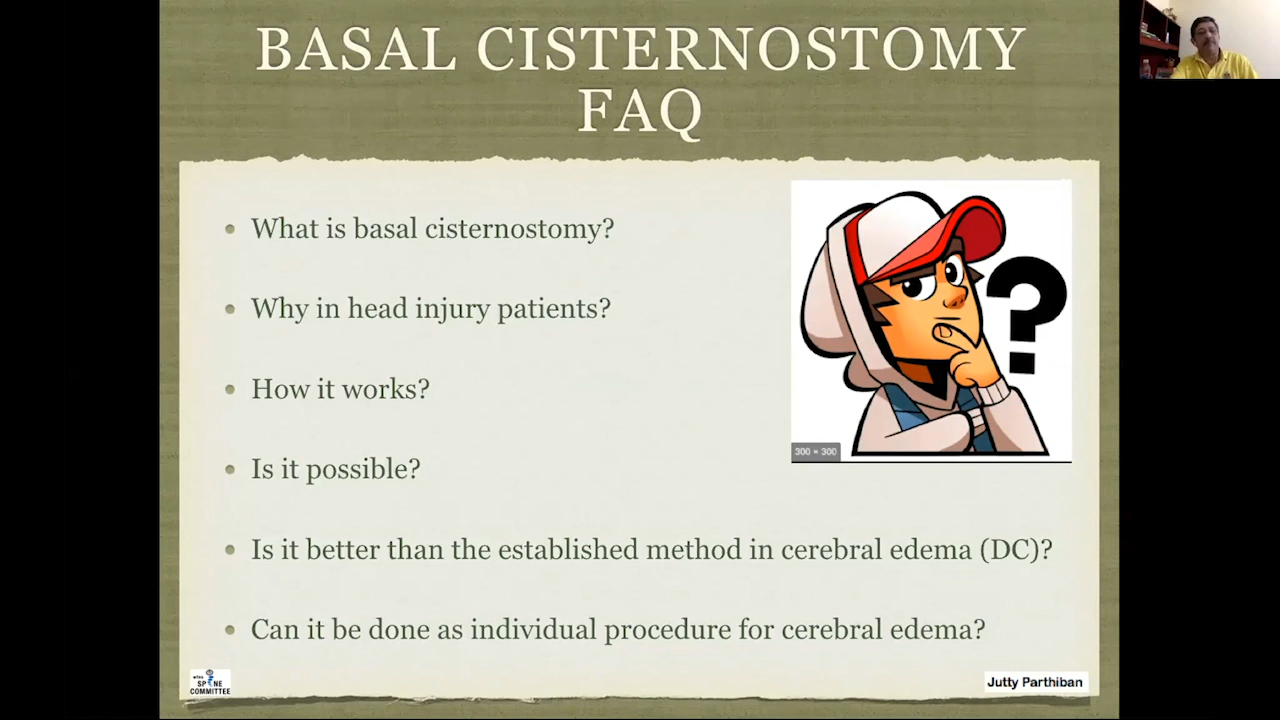 BASAL CISTERNOSTOMY
FAQ
• What is basal cisternostomy?
• Why in head injury patients?
• How it works?
• Is it possible?
• Is it better than the established method in cerebral edema (DC)?
• Can it be done as individual procedure for cerebral edema?
?
300 × 300
wfns
SPINE
COMMITTEE
Jutty Parthiban